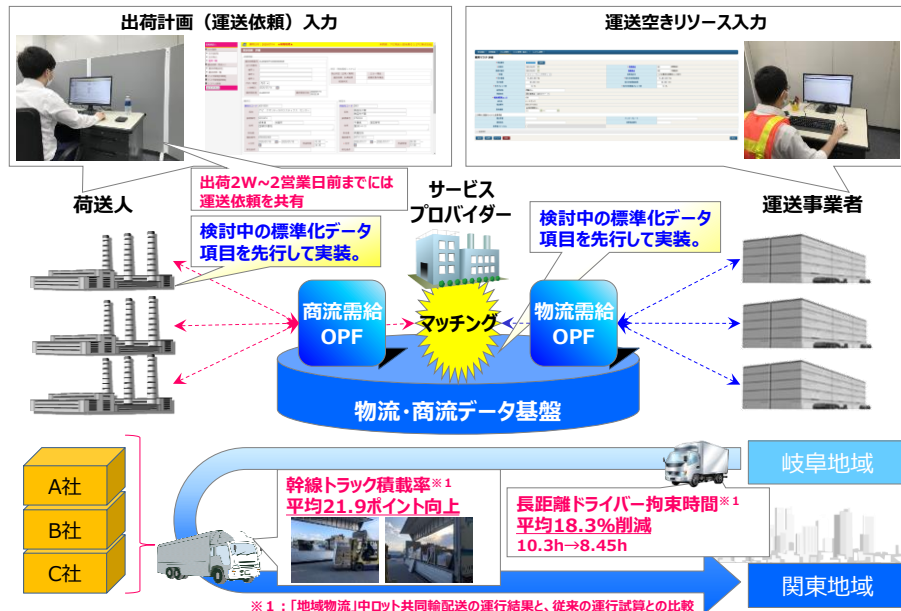 出荷計画（運送依頼）入力
運送空きリソース入力
出荷2W~2営業日前までには
運送依頼を共有
荷送人
サービス
プロバイダー
運送事業者
検討中の標準化データ
項目を先行して実装。
検討中の標準化データ
項目を先行して実装。
商流需給
OPF
マッチング
物流需給
OPF
物流・商流データ基盤
A社
B社
C社
幹線トラック積載率※1
平均21.9ポイント向上
長距離ドライバー拘束時間※1
平均18.3%削減
10.3h→8.45h
岐阜地域
関東地域
※1：「地域物流」中ロット共同輸配送の運行結果と、従来の運行試算との比較